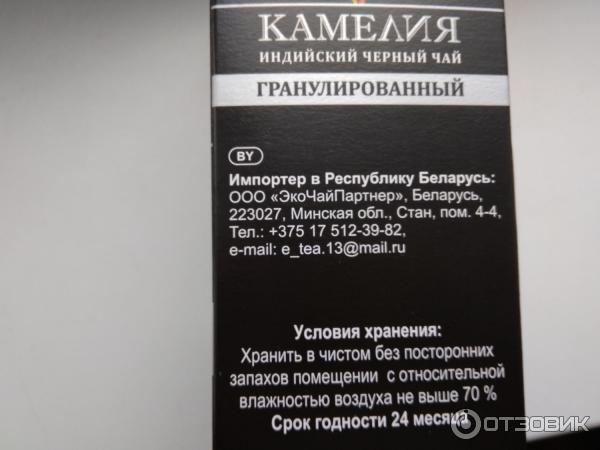 КАМЕЛИЯ
ИНДИЙСКИЙ ЧЕРНЫЙ ЧАЙ
ГРАНУЛИРОВАННЫЙ
BY
Импортер в Республику Беларусь:
ООО «ЭкоЧайПартнер», Беларусь,
223027, Минская обл., Стан, пом. 4-4,
Тел.: +375 17 512-39-82,
e-mail: e_tea.13@mail.ru
Условия хранения:
Хранить в чистом без посторонних
запахов помещении с относительной
влажностью воздуха не выше 70 %
Срок годности 24 месяца
ОТЗОВИК